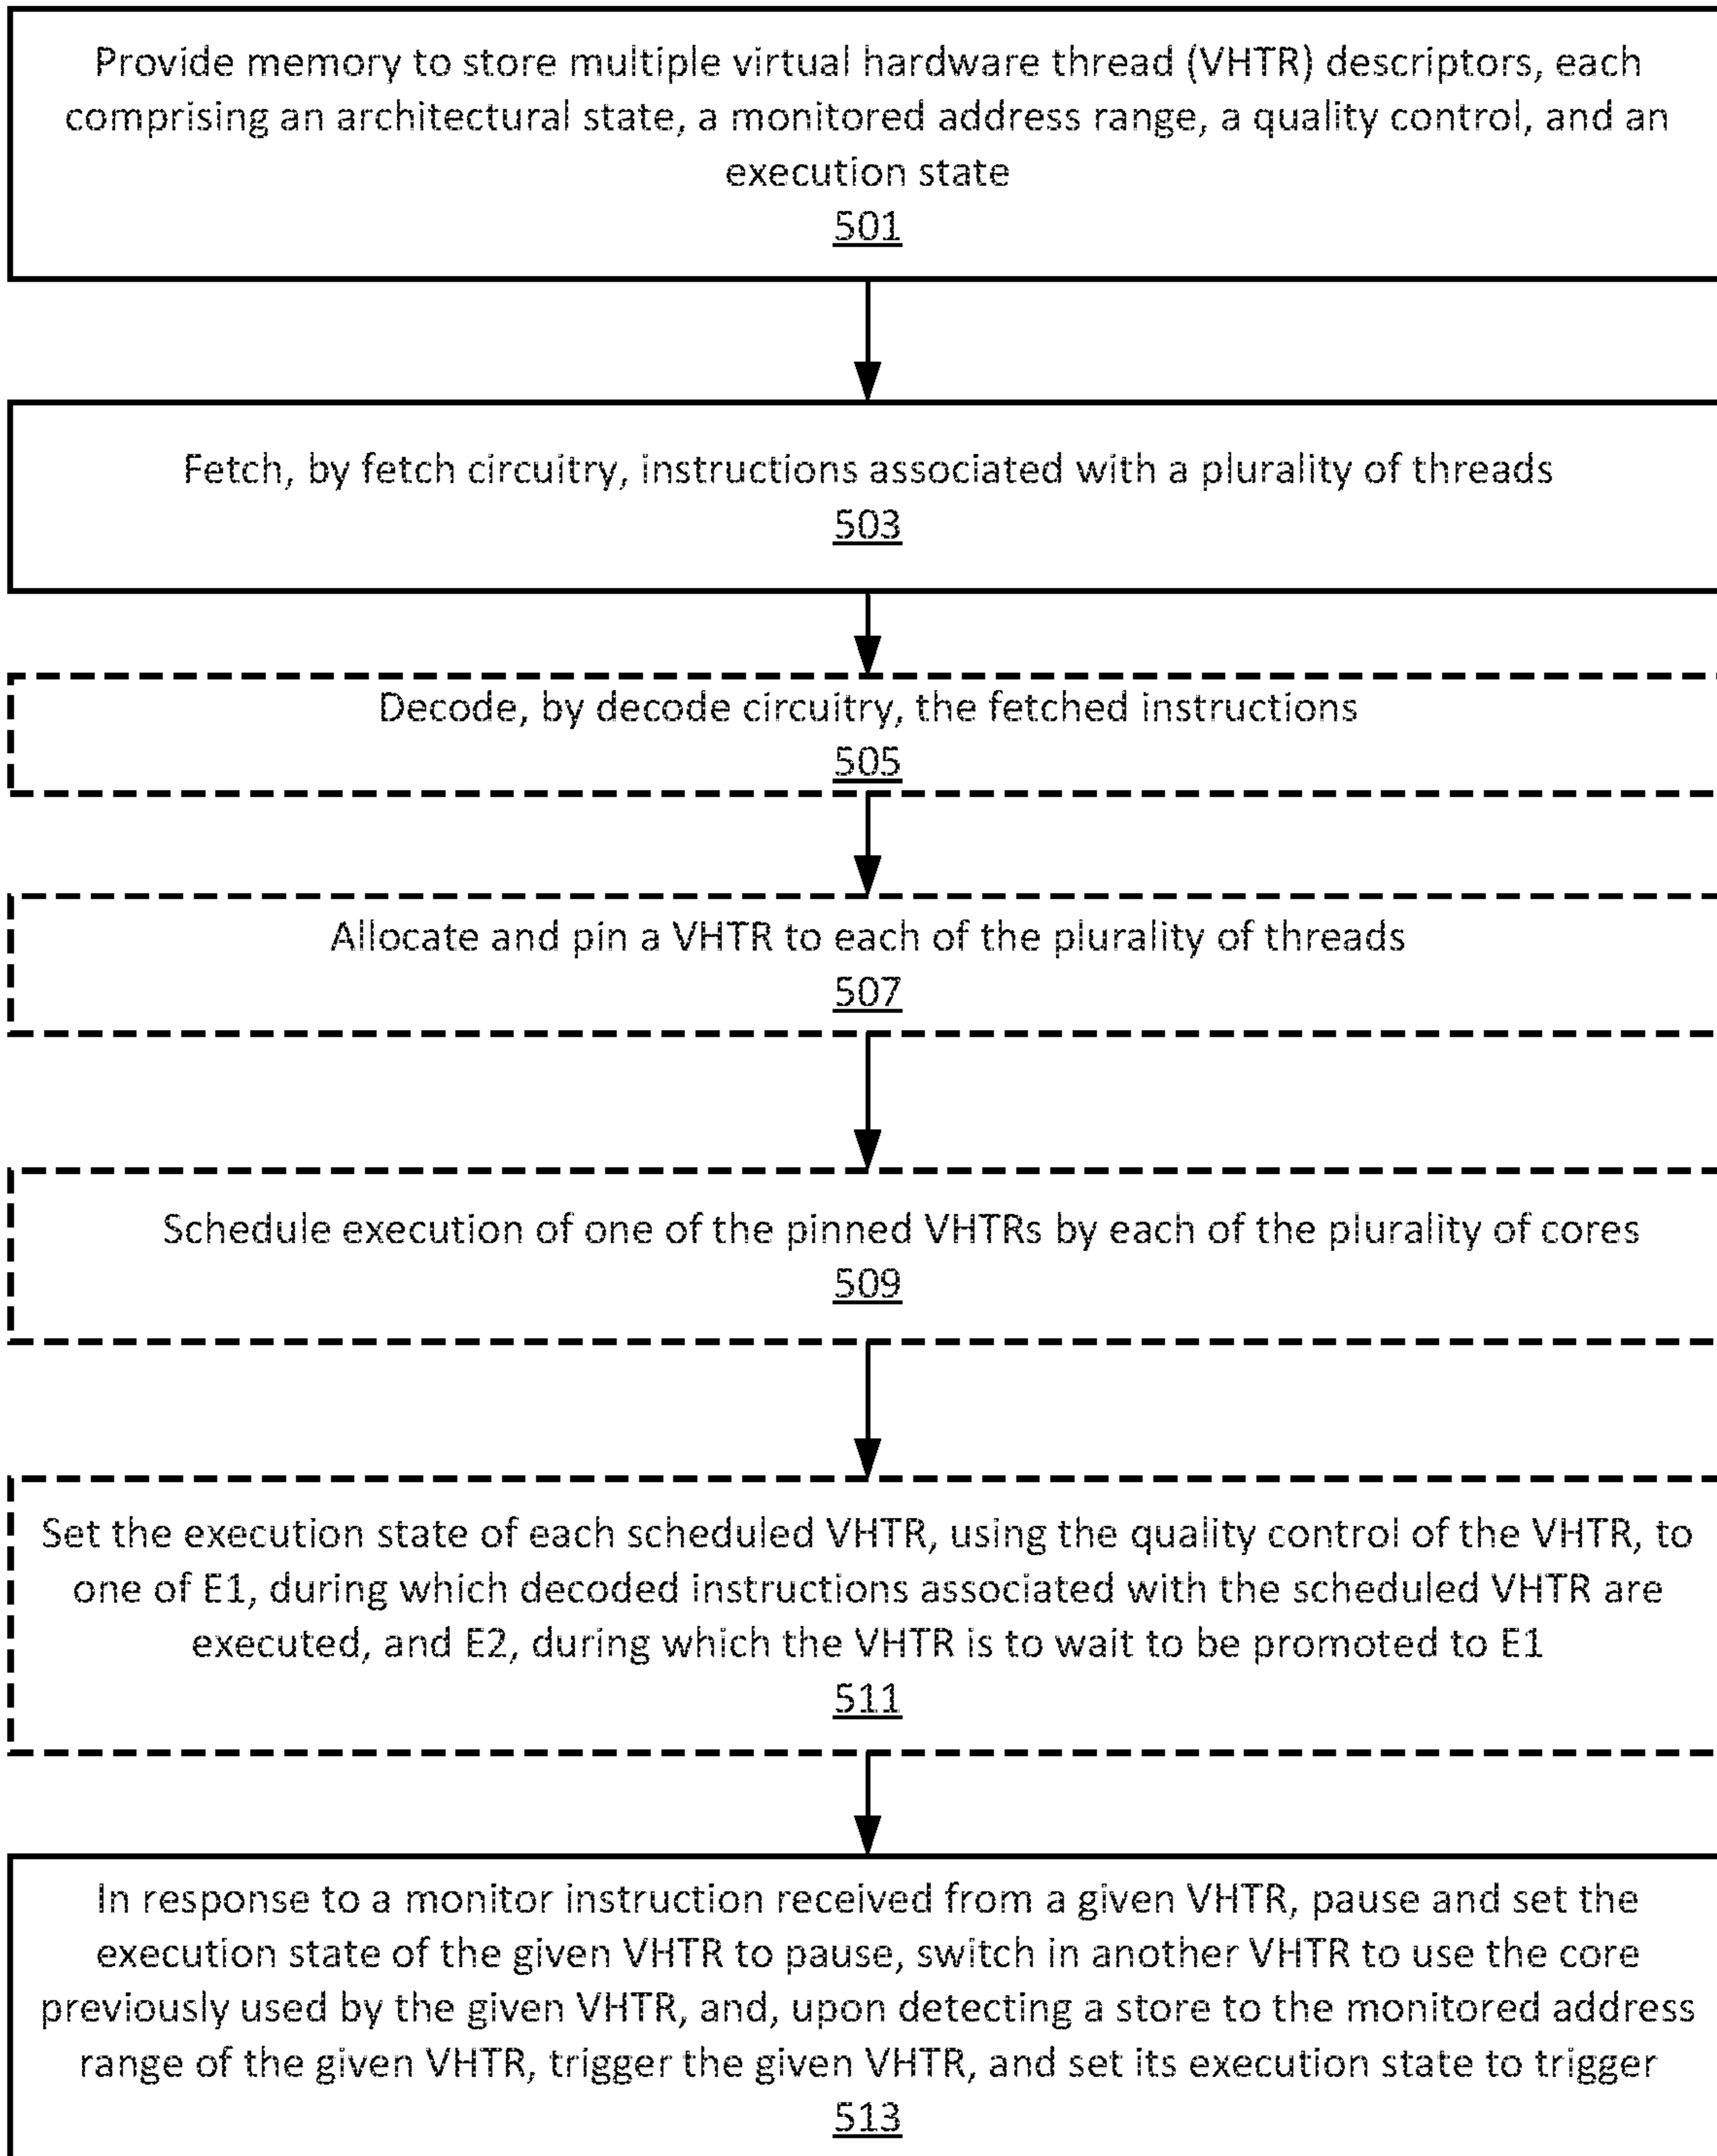 Provide memory to store multiple virtual hardware thread (VHTR) descriptors, each
comprising an architectural state, a monitored address range, a quality control, and an
execution state
501
Fetch, by fetch circuitry, instructions associated with a plurality of threads
503
Decode, by decode circuitry, the fetched instructions
505
Allocate and pin a VHTR to each of the plurality of threads
507
Schedule execution of one of the pinned VHTRs by each of the plurality of cores
509
Set the execution state of each scheduled VHTR, using the quality control of the VHTR, to
one of E1, during which decoded instructions associated with the scheduled VHTR are
executed, and E2, during which the VHTR is to wait to be promoted to E1
511
In response to a monitor instruction received from a given VHTR, pause and set the
execution state of the given VHTR to pause, switch in another VHTR to use the core
previously used by the given VHTR, and, upon detecting a store to the monitored address
range of the given VHTR, trigger the given VHTR, and set its execution state to trigger
513